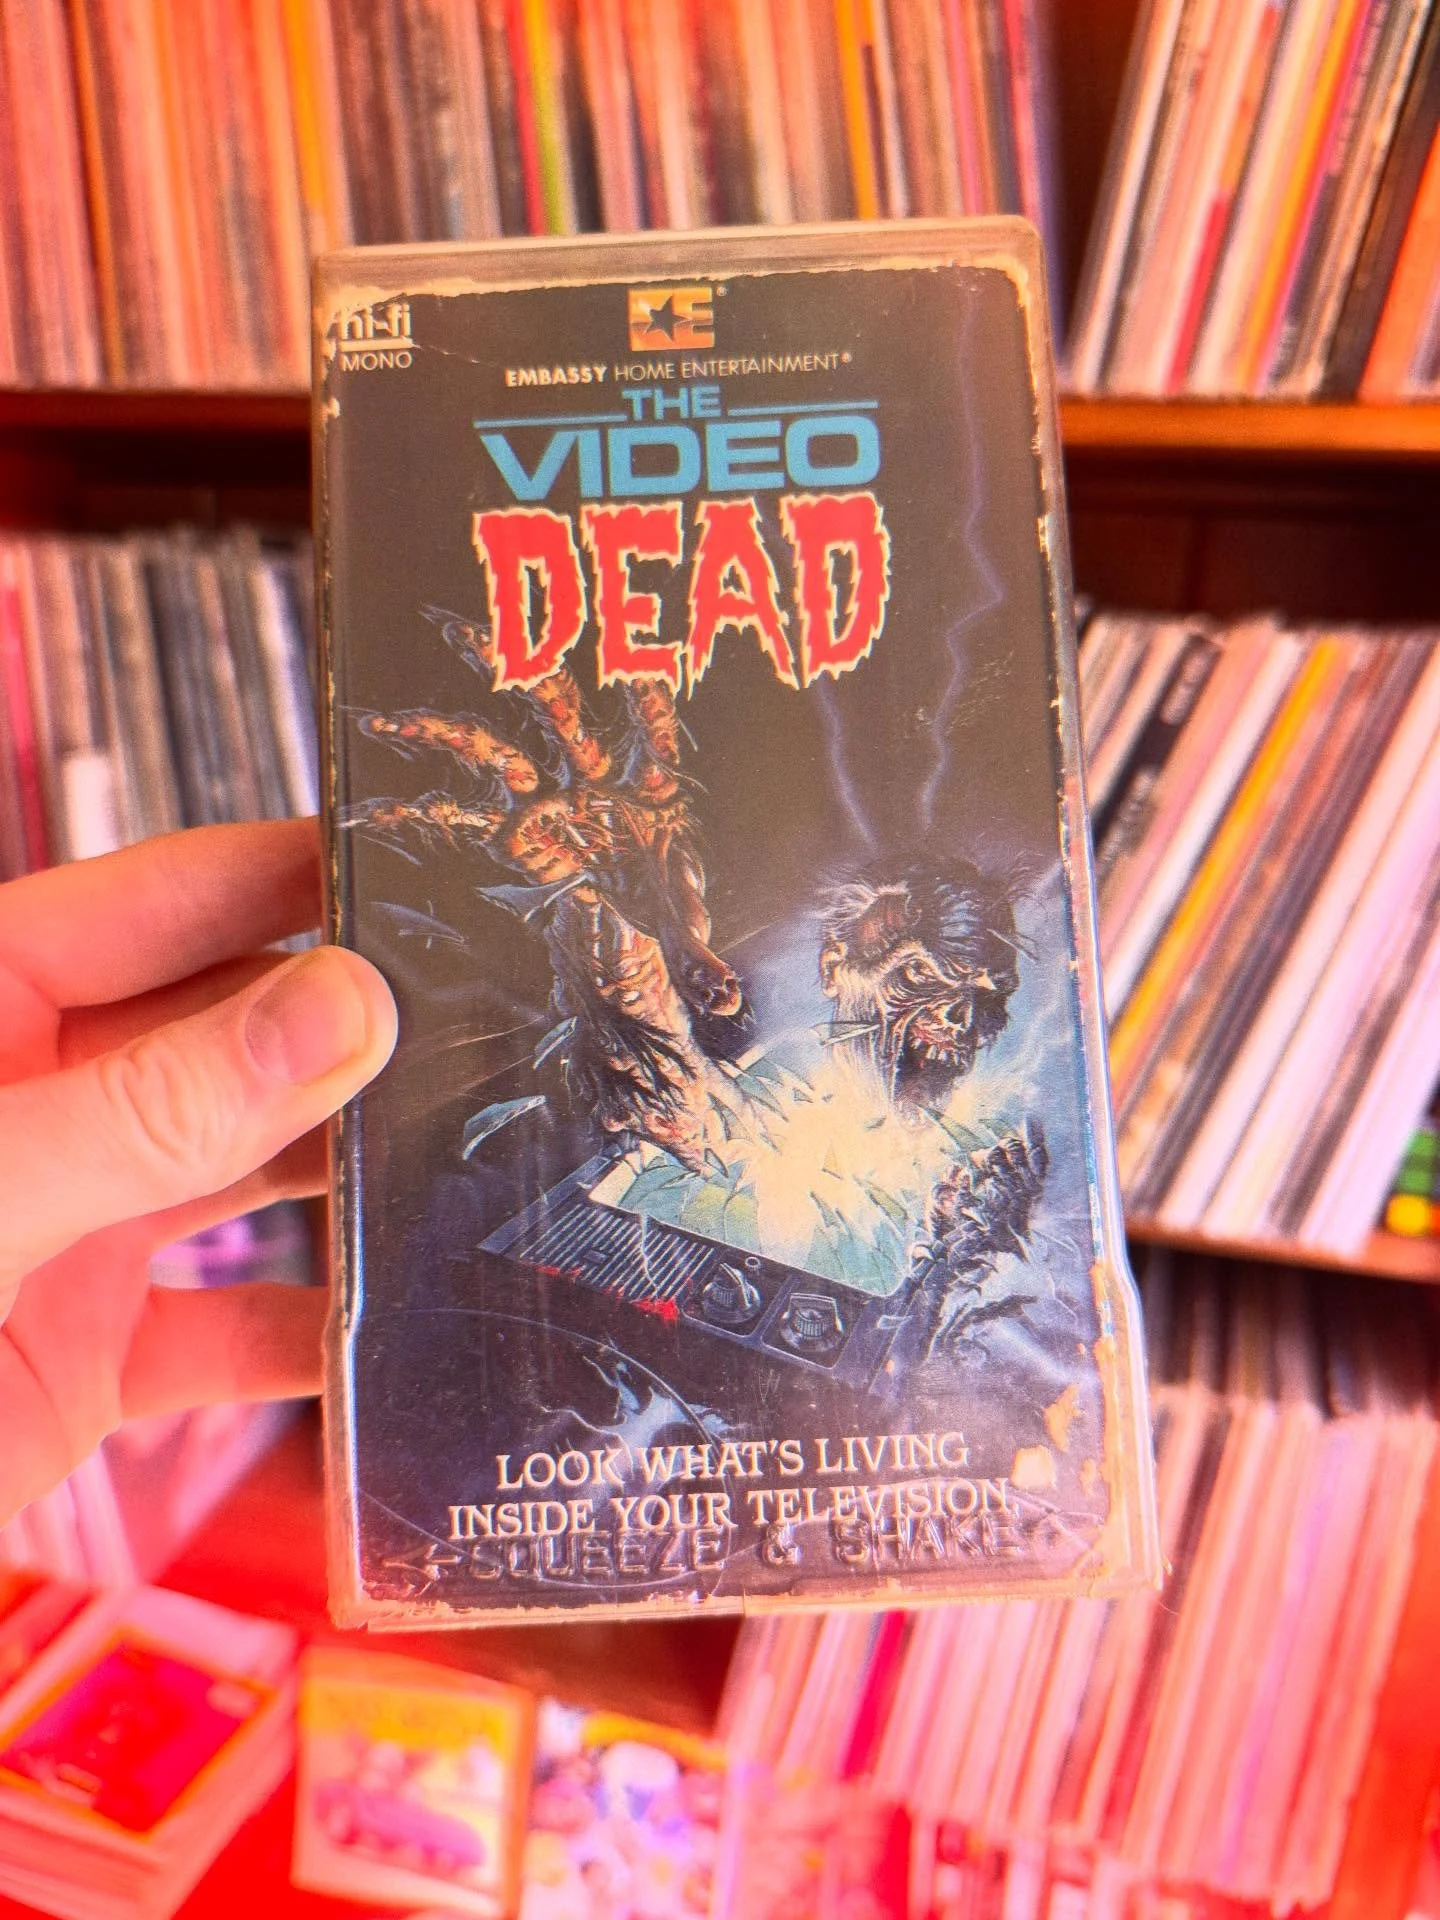 hi-fi
MONO
E®
EMBASSY HOME ENTERTAINMENT®
THE
VIDEO
DEAD
LOOK WHAT'S LIVING
INSIDE YOUR TELEVISION.
SQUEEZE & SHAKE